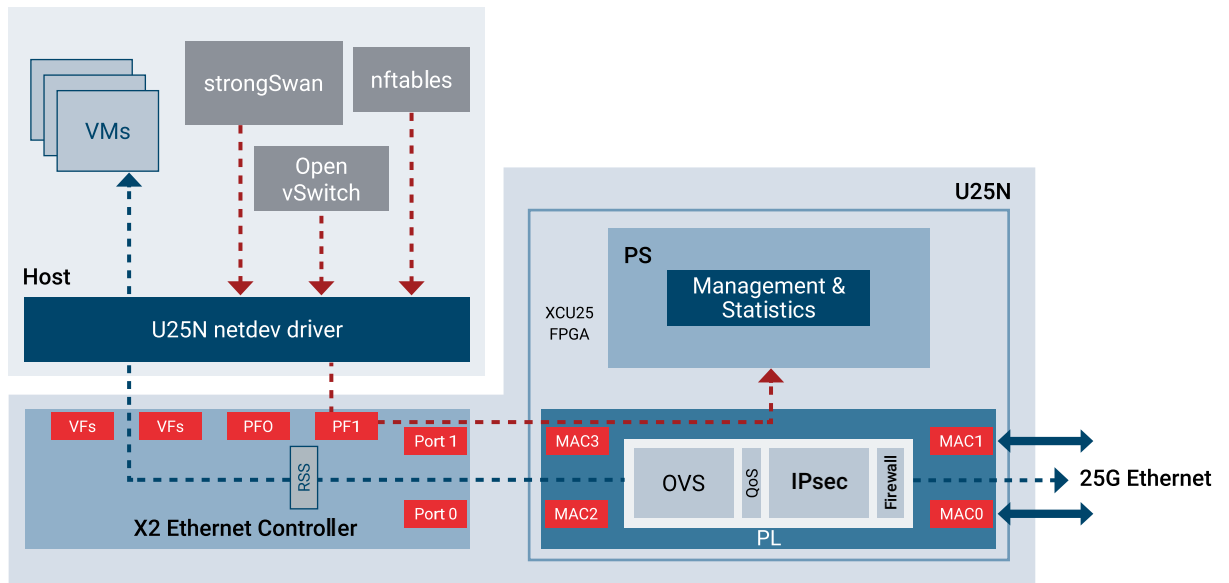 strongSwan
nftables
VMs
Open
vSwitch
U25N
PS
Host
Management &
Statistics
XCU25
FPGA
U25N netdev driver
VFs
VFs
PF0
PF1
Port 1
MAC3
MAC1
RSS
OVS
QoS
IPsec
Firewall
25G Ethernet
X2 Ethernet Controller
Port 0
MAC2
MAC0
PL